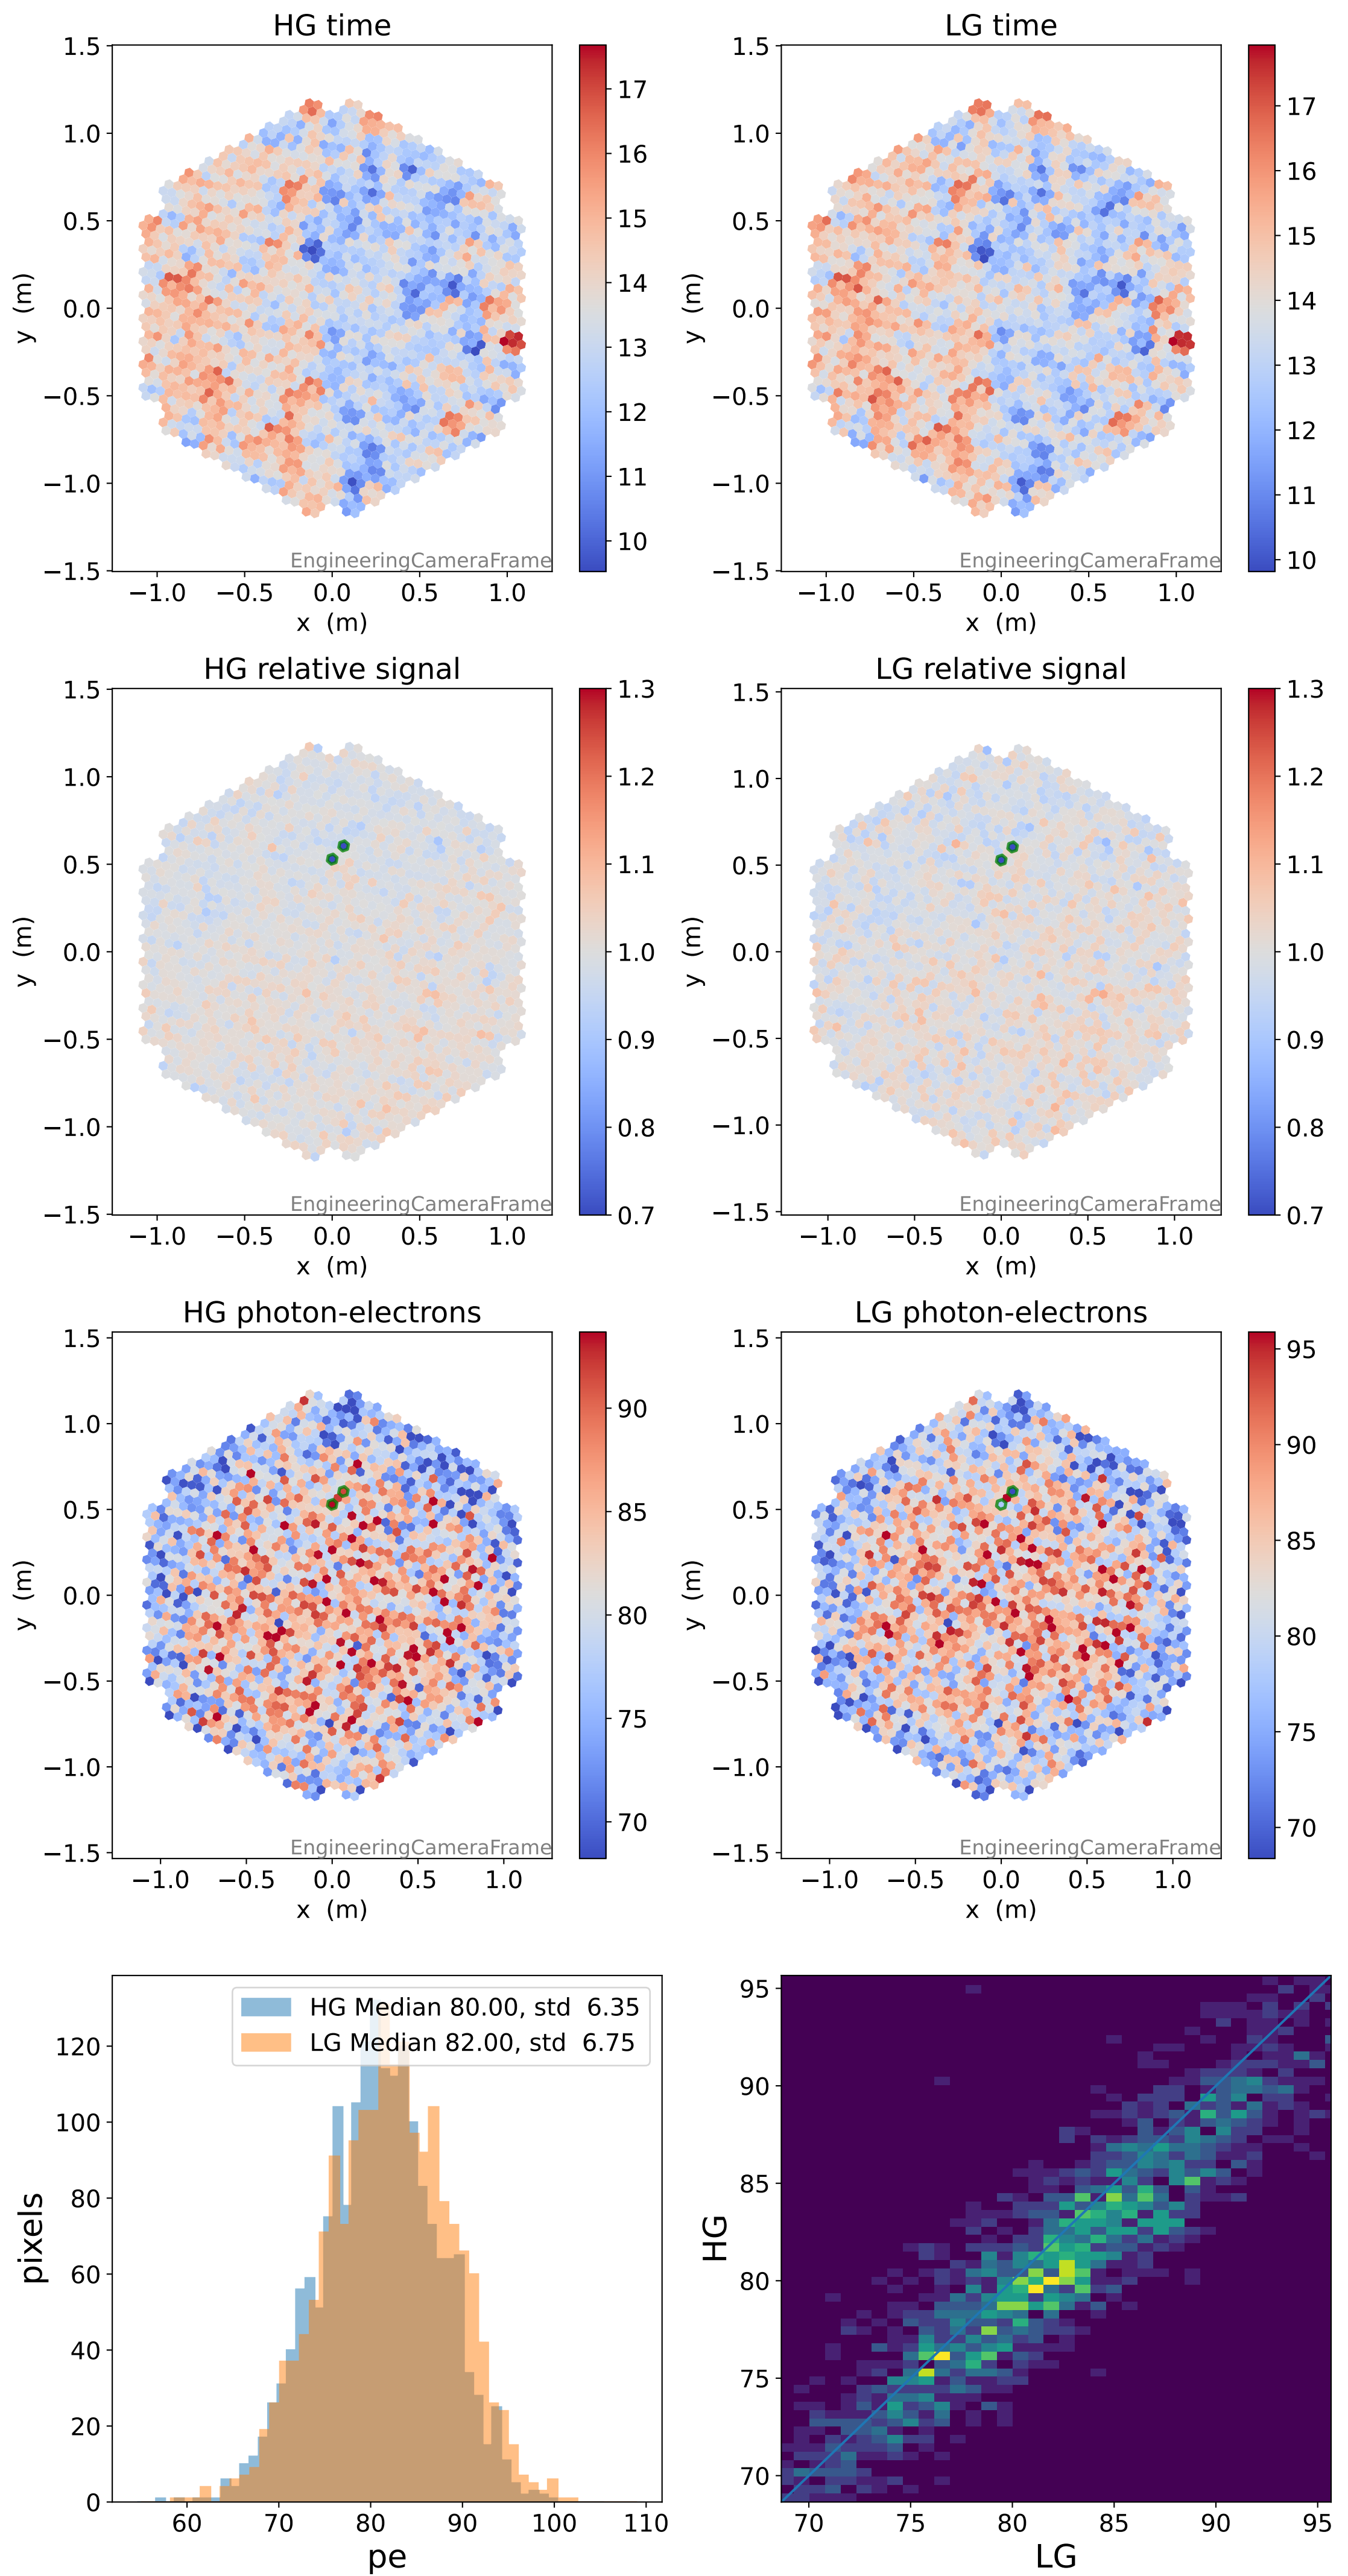 HG time
LG time
1.5
1.0
0.5
0.0
−0.5
−1.0
−1.5
y (m)
−1.0 −0.5 0.0 0.5 1.0
x (m)
EngineeringCameraFrame
17
16
15
14
13
12
11
10
1.5
1.0
0.5
0.0
−0.5
−1.0
−1.5
y (m)
−1.0 −0.5 0.0 0.5 1.0
x (m)
EngineeringCameraFrame
17
16
15
14
13
12
11
10
HG relative signal
LG relative signal
1.5
1.0
0.5
0.0
−0.5
−1.0
−1.5
y (m)
−1.0 −0.5 0.0 0.5 1.0
x (m)
EngineeringCameraFrame
1.3
1.2
1.1
1.0
0.9
0.8
0.7
1.5
1.0
0.5
0.0
−0.5
−1.0
−1.5
y (m)
−1.0 −0.5 0.0 0.5 1.0
x (m)
EngineeringCameraFrame
1.3
1.2
1.1
1.0
0.9
0.8
0.7
HG photon-electrons
LG photon-electrons
1.5
1.0
0.5
0.0
−0.5
−1.0
−1.5
y (m)
−1.0 −0.5 0.0 0.5 1.0
x (m)
EngineeringCameraFrame
90
85
80
75
70
1.5
1.0
0.5
0.0
−0.5
−1.0
−1.5
y (m)
−1.0 −0.5 0.0 0.5 1.0
x (m)
EngineeringCameraFrame
95
90
85
80
75
70
HG Median 80.00, std 6.35
LG Median 82.00, std 6.75
120
100
80
60
40
20
0
pixels
60 70 80 90 100 110
pe
95
90
85
80
75
70
HG
70 75 80 85 90 95
LG